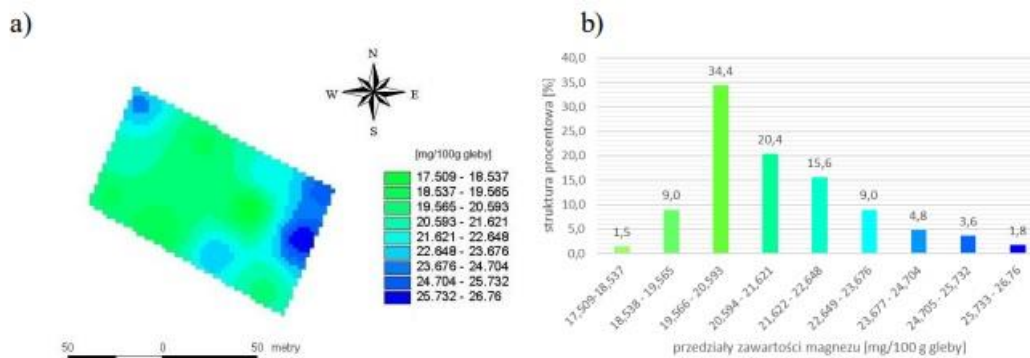 a)
N
W E
S
[mg/100g gleby]
17.509 - 18.537
18.537 - 19.565
19.565 - 20.593
20.593 - 21.621
21.621 - 22.648
22.648 - 23.676
23.676 - 24.704
24.704 - 25.732
25.732 - 26.76
50 0 50 metry
b)
struktura procentowa [%]
40,0
35,0
30,0
25,0
20,0
15,0
10,0
5,0
0,0
1,5
9,0
34,4
20,4
15,6
9,0
4,8
3,6
1,8
17,509-18,537
18,538 - 19,565
19,566 - 20,593
20,594 - 21,621
21,622 - 22,648
22,649 - 23,676
23,677 - 24,704
24,705 - 25,732
25,733 - 26,76
przedziały zawartości magnezu [mg/100 g gleby]